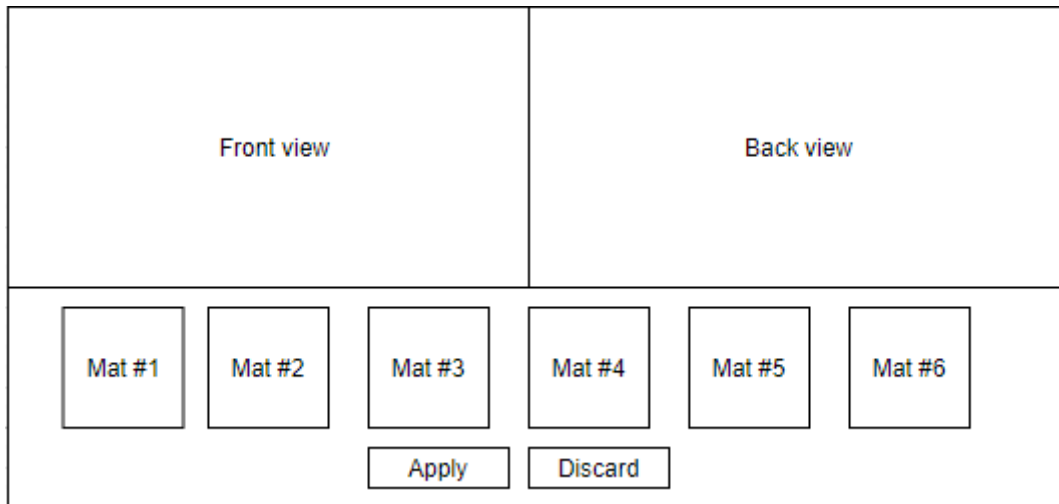 Front view
Back view
Mat #1
Mat #2
Mat #3
Mat #4
Mat #5
Mat #6
Apply
Discard